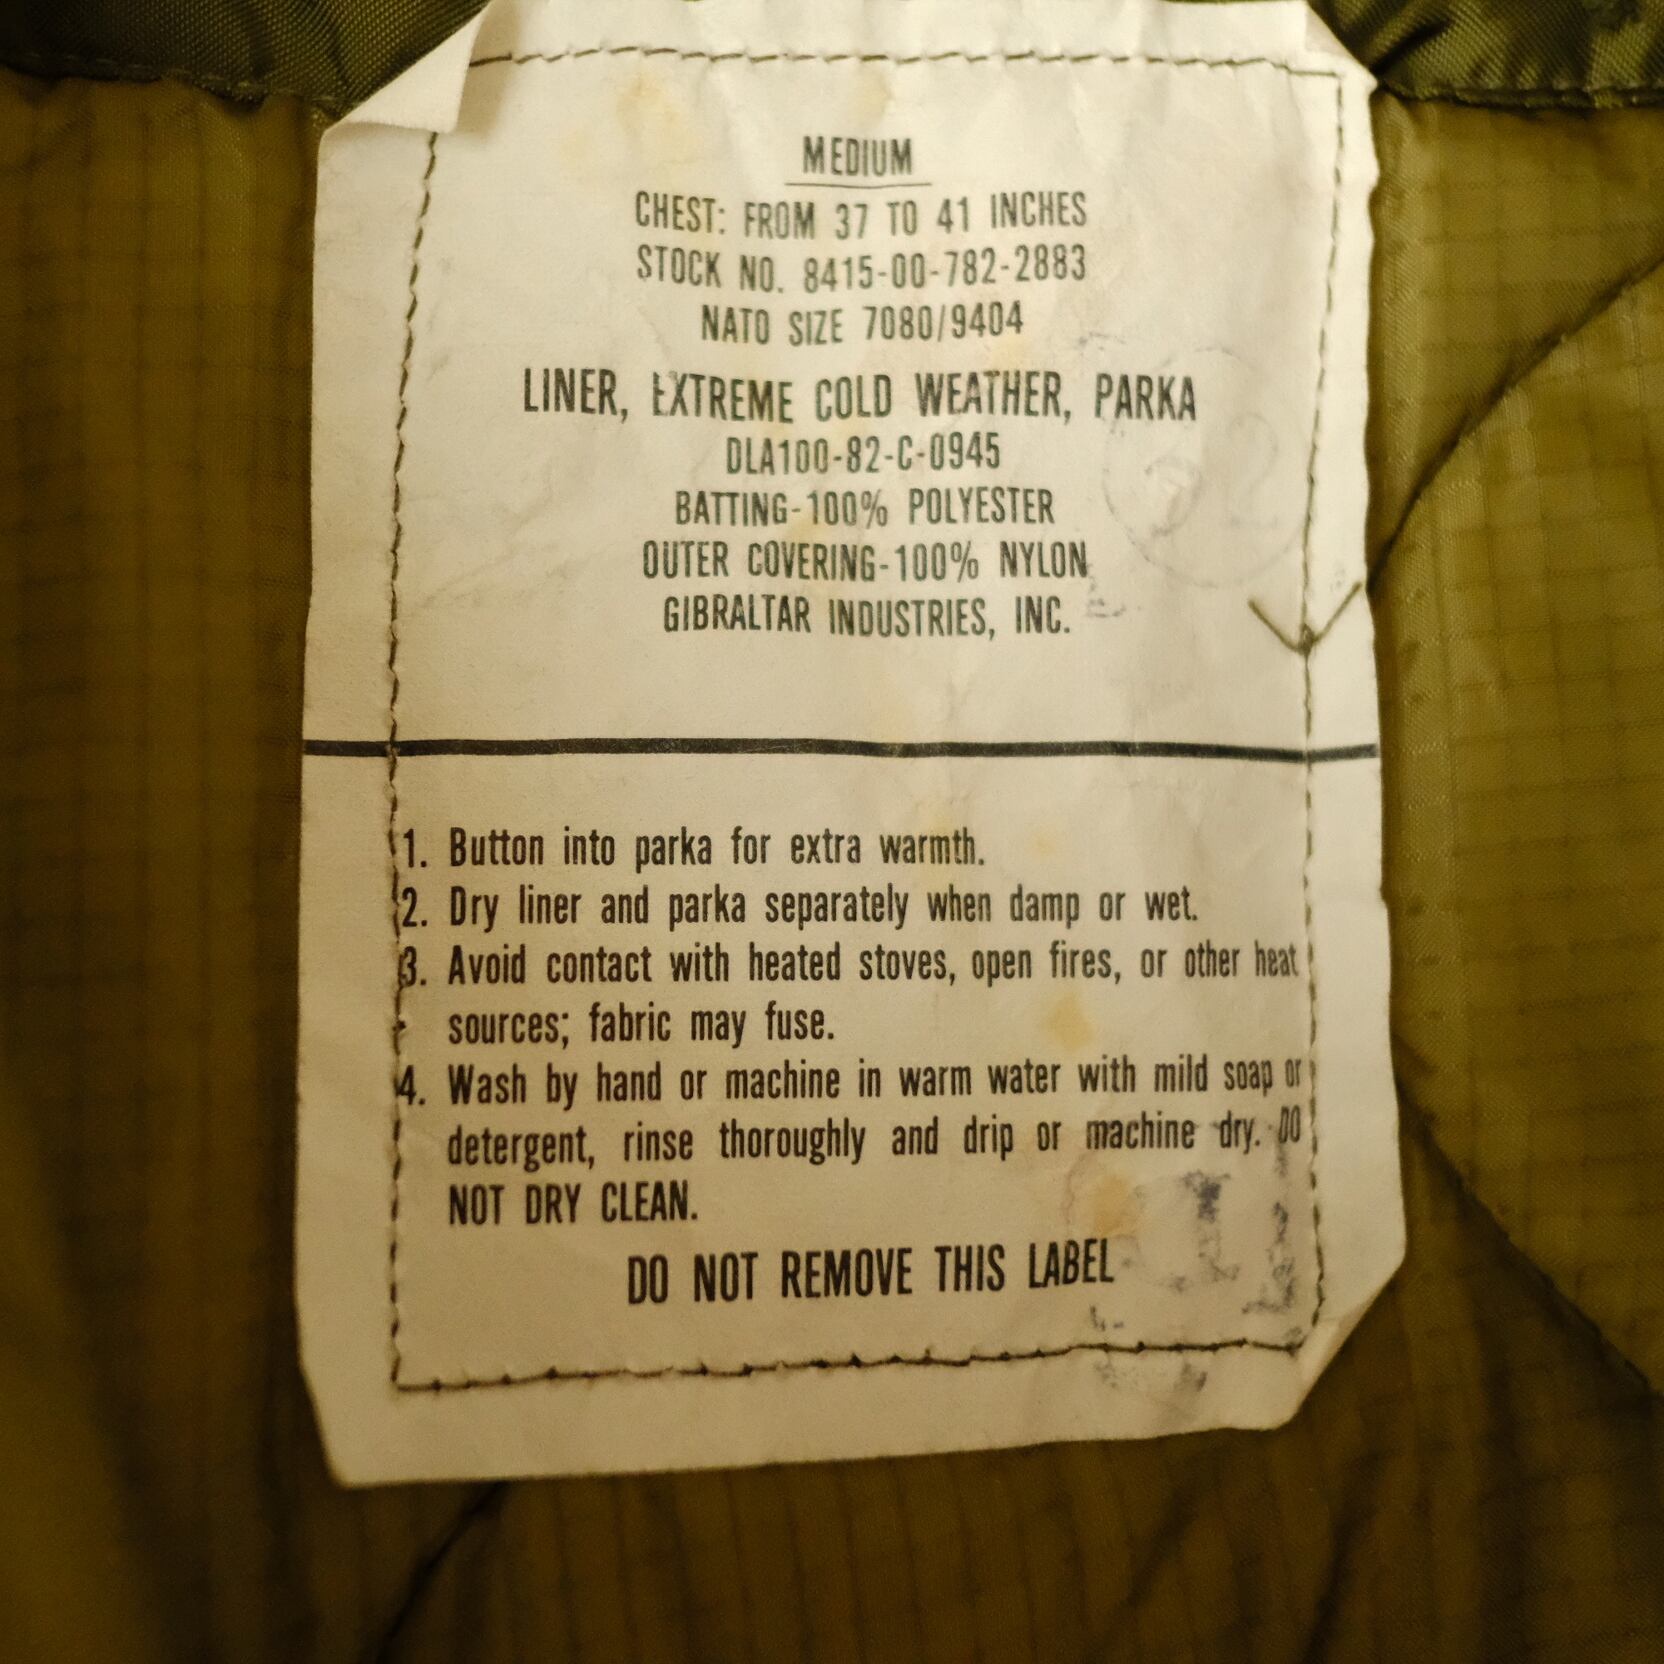 MEDIUM
CHEST: FROM 37 TO 41 INCHES
STOCK NO. 8415-00-782-2883
NATO SIZE 7080/9404
LINER, EXTREME COLD WEATHER, PARKA
DLA100-82-C-0945
BATTING-100% POLYESTER
OUTER COVERING-100% NYLON
GIBRALTAR INDUSTRIES, INC.
1. Button into parka for extra warmth.
2. Dry liner and parka separately when damp or wet.
3. Avoid contact with heated stoves, open fires, or other heat
sources; fabric may fuse.
4. Wash by hand or machine in warm water with mild soap or
detergent, rinse thoroughly and drip or machine dry. DO
NOT DRY CLEAN.
DO NOT REMOVE THIS LABEL